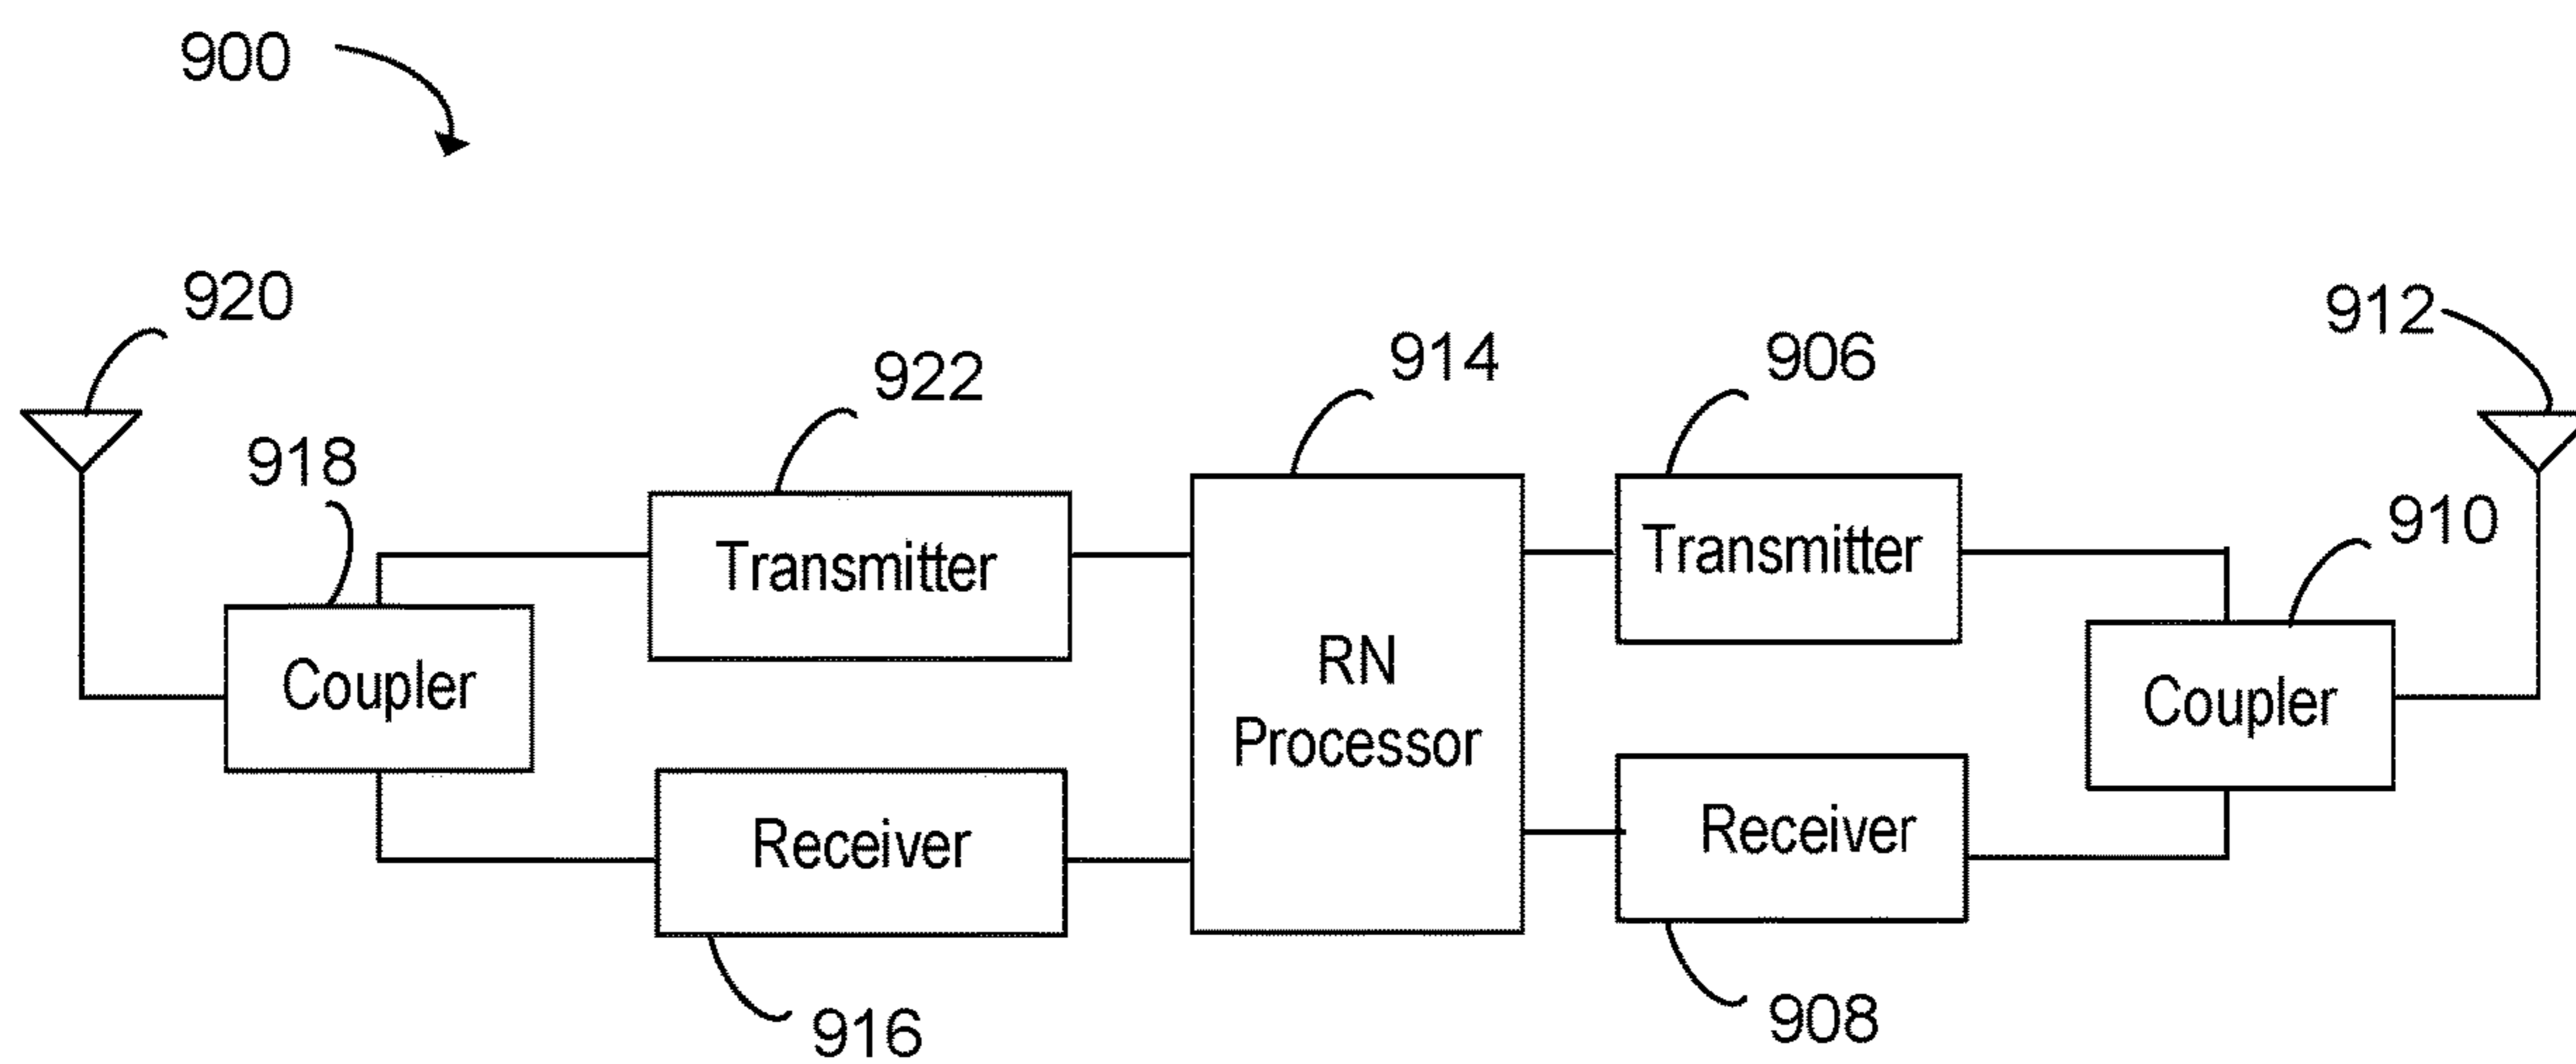 900
920
912
922
914
906
918
910
Transmitter
Transmitter
Coupler
RN
Processor
Coupler
Receiver
Receiver
916
908